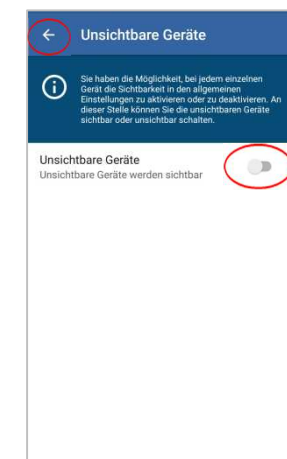 Unsichtbare Geräte
Sie haben die Möglichkeit, bei jedem einzelnen
Gerät die Sichtbarkeit in den allgemeinen
Einstellungen zu aktivieren oder zu deaktivieren. An
dieser Stelle können Sie die unsichtbaren Geräte
sichtbar oder unsichtbar schalten.
Unsichtbare Geräte
Unsichtbare Geräte werden sichtbar